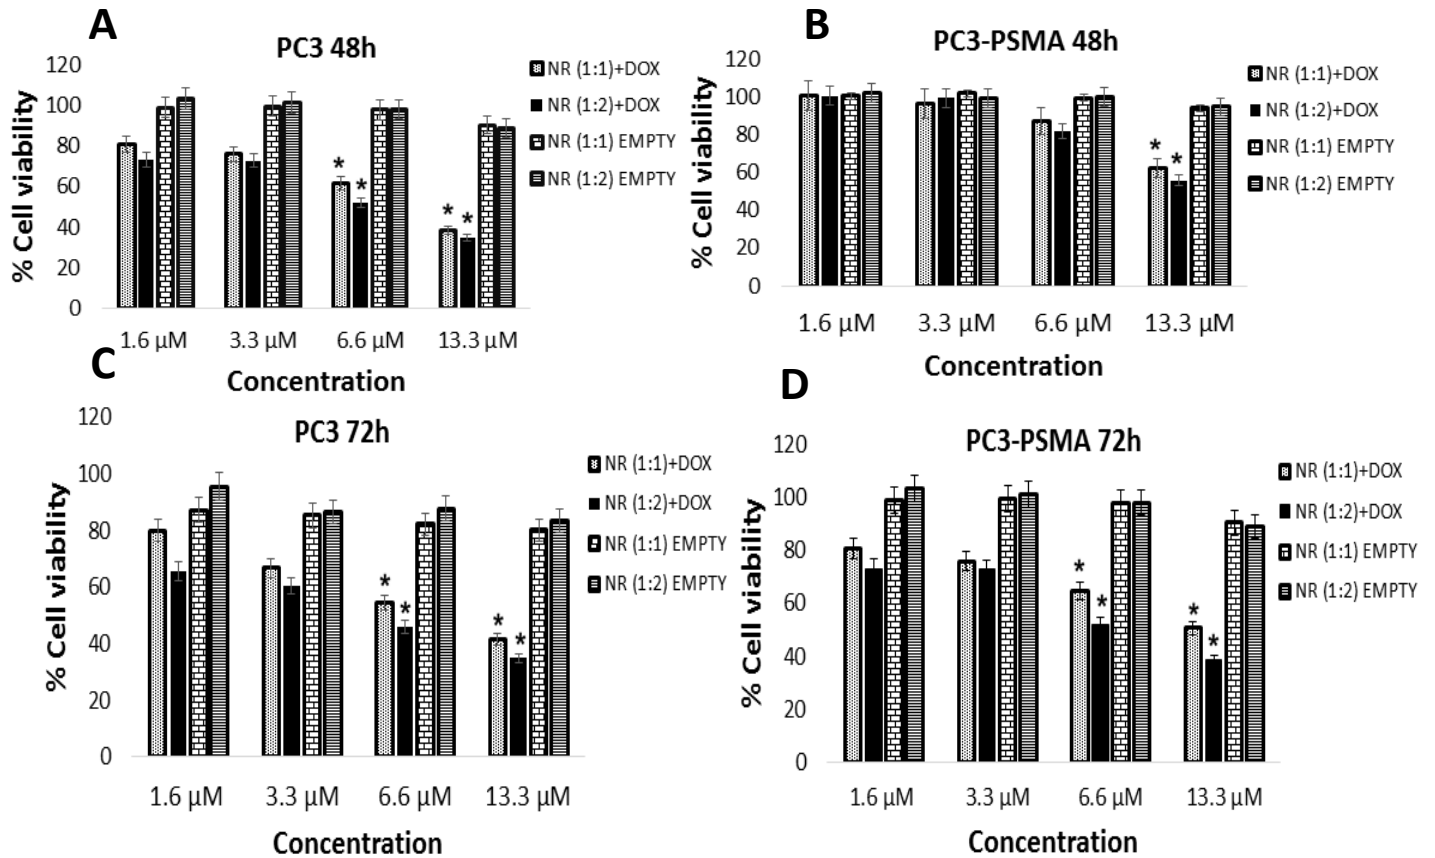 A
PC3 48h
120
100
80
60
40
20
0
% Cell viability
*
*
*
*
1.6 µM 3.3 µM 6.6 µM 13.3 µM
Concentration
NR (1:1)+DOX
NR (1:2)+DOX
NR (1:1) EMPTY
NR (1:2) EMPTY
B
PC3-PSMA 48h
120
100
80
60
40
20
0
% Cell viability
*
*
1.6 µM 3.3 µM 6.6 µM 13.3 µM
Concentration
NR (1:1)+DOX
NR (1:2)+DOX
NR (1:1) EMPTY
NR (1:2) EMPTY
C
PC3 72h
120
100
80
60
40
20
0
% Cell viability
*
*
*
*
1.6 µM 3.3 µM 6.6 µM 13.3 µM
Concentration
NR (1:1)+DOX
NR (1:2)+DOX
NR (1:1) EMPTY
NR (1:2) EMPTY
D
PC3-PSMA 72h
120
100
80
60
40
20
0
% Cell viability
*
*
*
*
1.6 µM 3.3 µM 6.6 µM 13.3 µM
Concentration
NR (1:1)+DOX
NR (1:2)+DOX
NR (1:1) EMPTY
NR (1:2) EMPTY